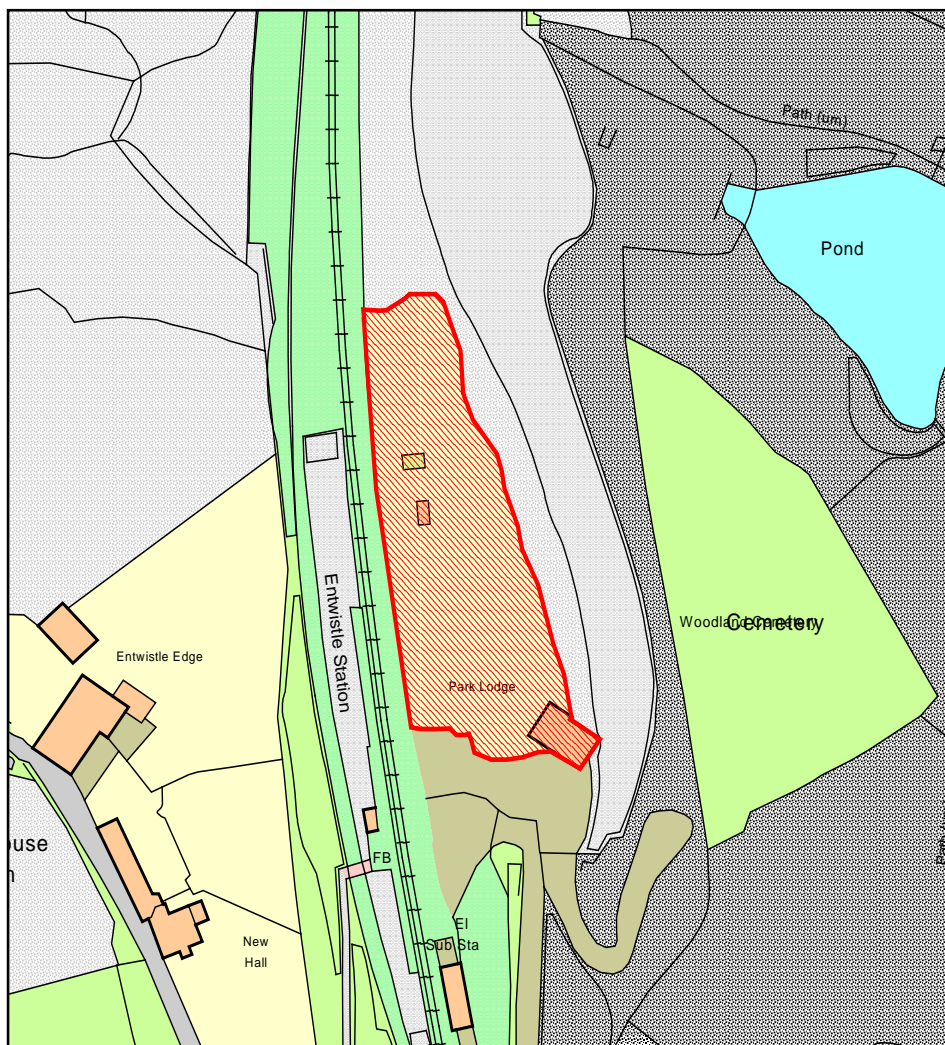 Path (um)
Pond
Entwistle Station
Woodland Cemetery
Cemetery
Entwistle Edge
Park Lodge
ouse
n
FB
El
Sub Sta
New
Hall
Path